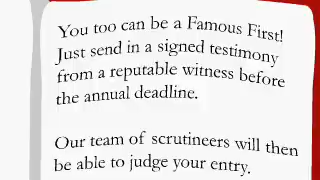 You too can be a Famous First!
Just send in a signed testimony
from a reputable witness before
the annual deadline.
Our team of scrutineers will then
be able to judge your entry.